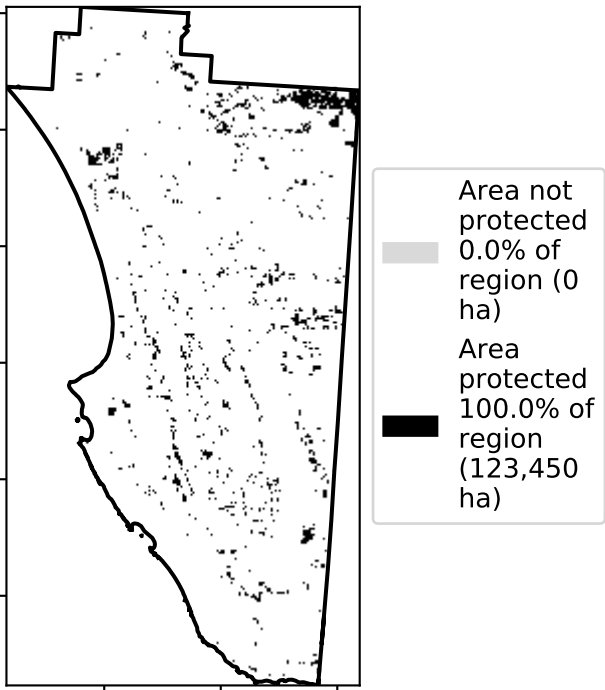 Area not
protected
0.0% of
region (0
ha)
Area
protected
100.0% of
region
(123,450
ha)